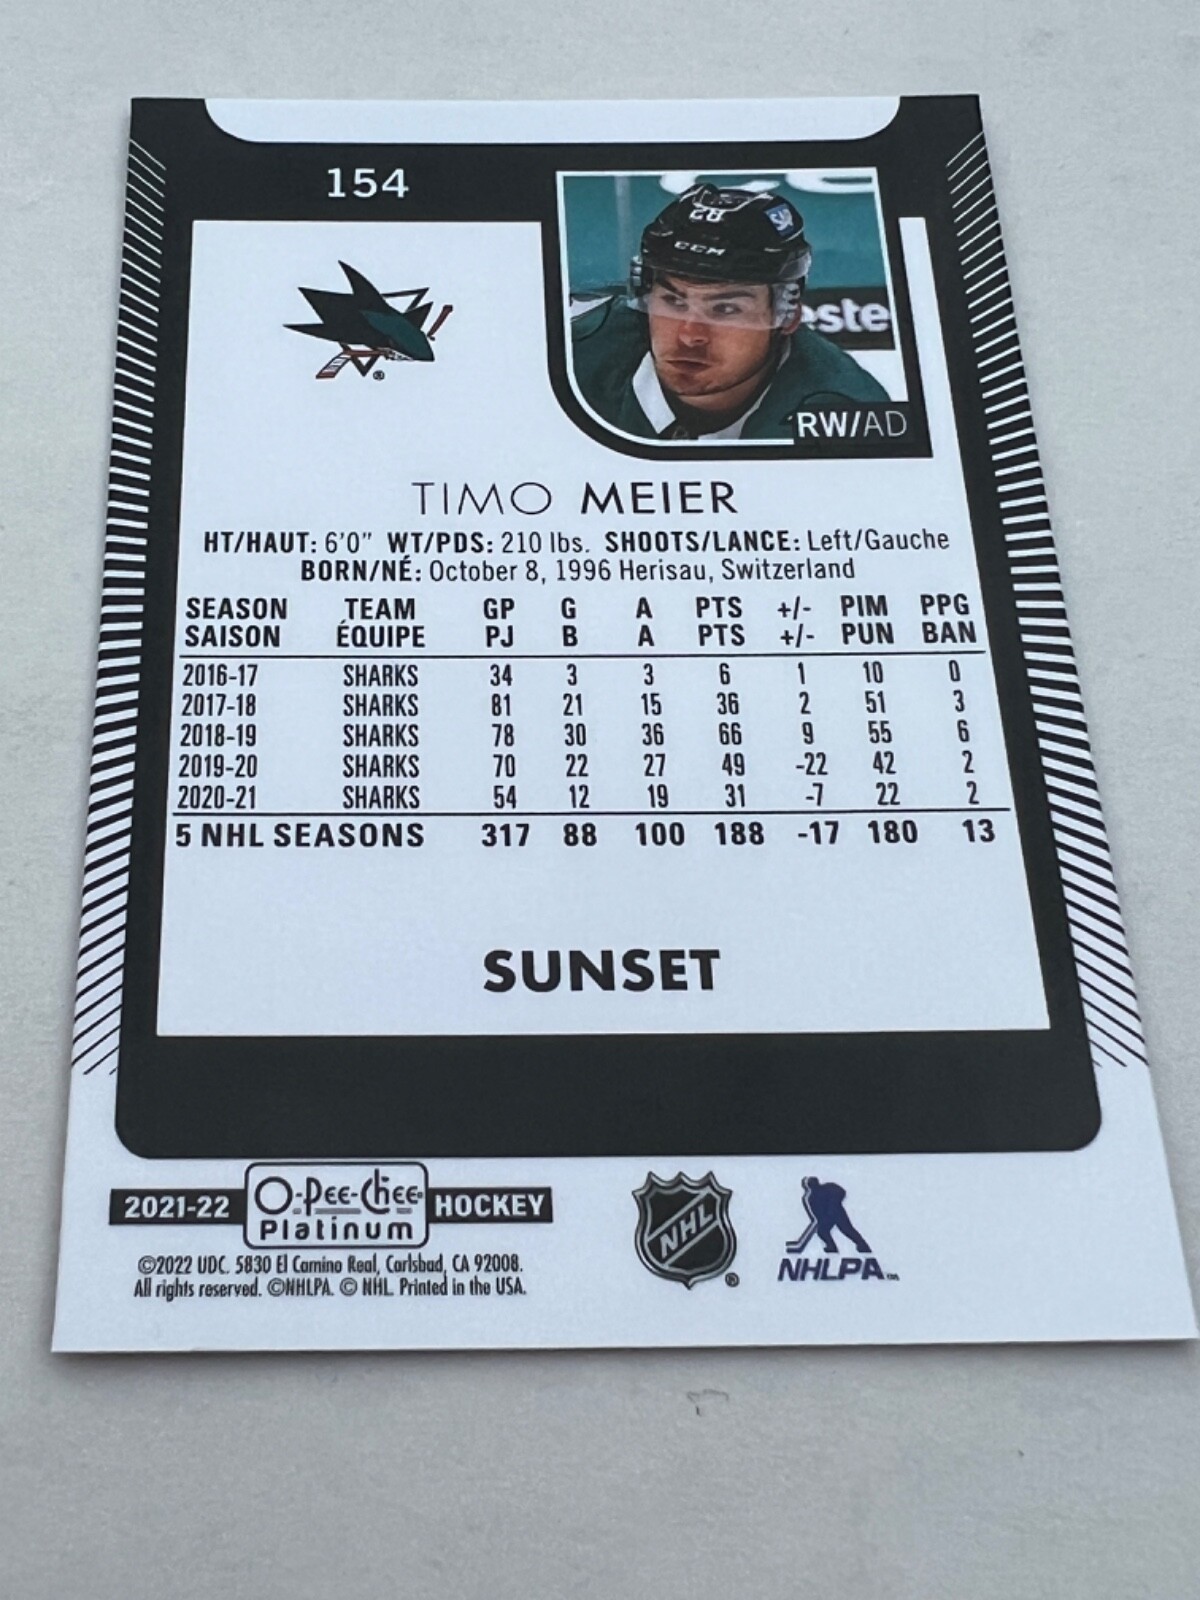 154
28
SAP
CCM
este
RW/AD
TIMO MEIER
HT/HAUT: 6'0" WT/PDS: 210 lbs. SHOOTS/LANCE: Left/Gauche
BORN/NÉ: October 8, 1996 Herisau, Switzerland
SEASON TEAM GP G A PTS +/- PIM PPG
SAISON ÉQUIPE PJ B A PTS +/- PUN BAN
2016-17 SHARKS 34 3 3 6 1 10 0
2017-18 SHARKS 81 21 15 36 2 51 3
2018-19 SHARKS 78 30 36 66 9 55 6
2019-20 SHARKS 70 22 27 49 -22 42 2
2020-21 SHARKS 54 12 19 31 -7 22 2
5 NHL SEASONS 317 88 100 188 -17 180 13
SUNSET
2021-22 O-Pee-Chee Platinum HOCKEY
©2022 UDC. 5830 El Camino Real, Carlsbad, CA 92008.
All rights reserved. ©NHLPA. © NHL. Printed in the USA.
NHL ®
NHLPA™